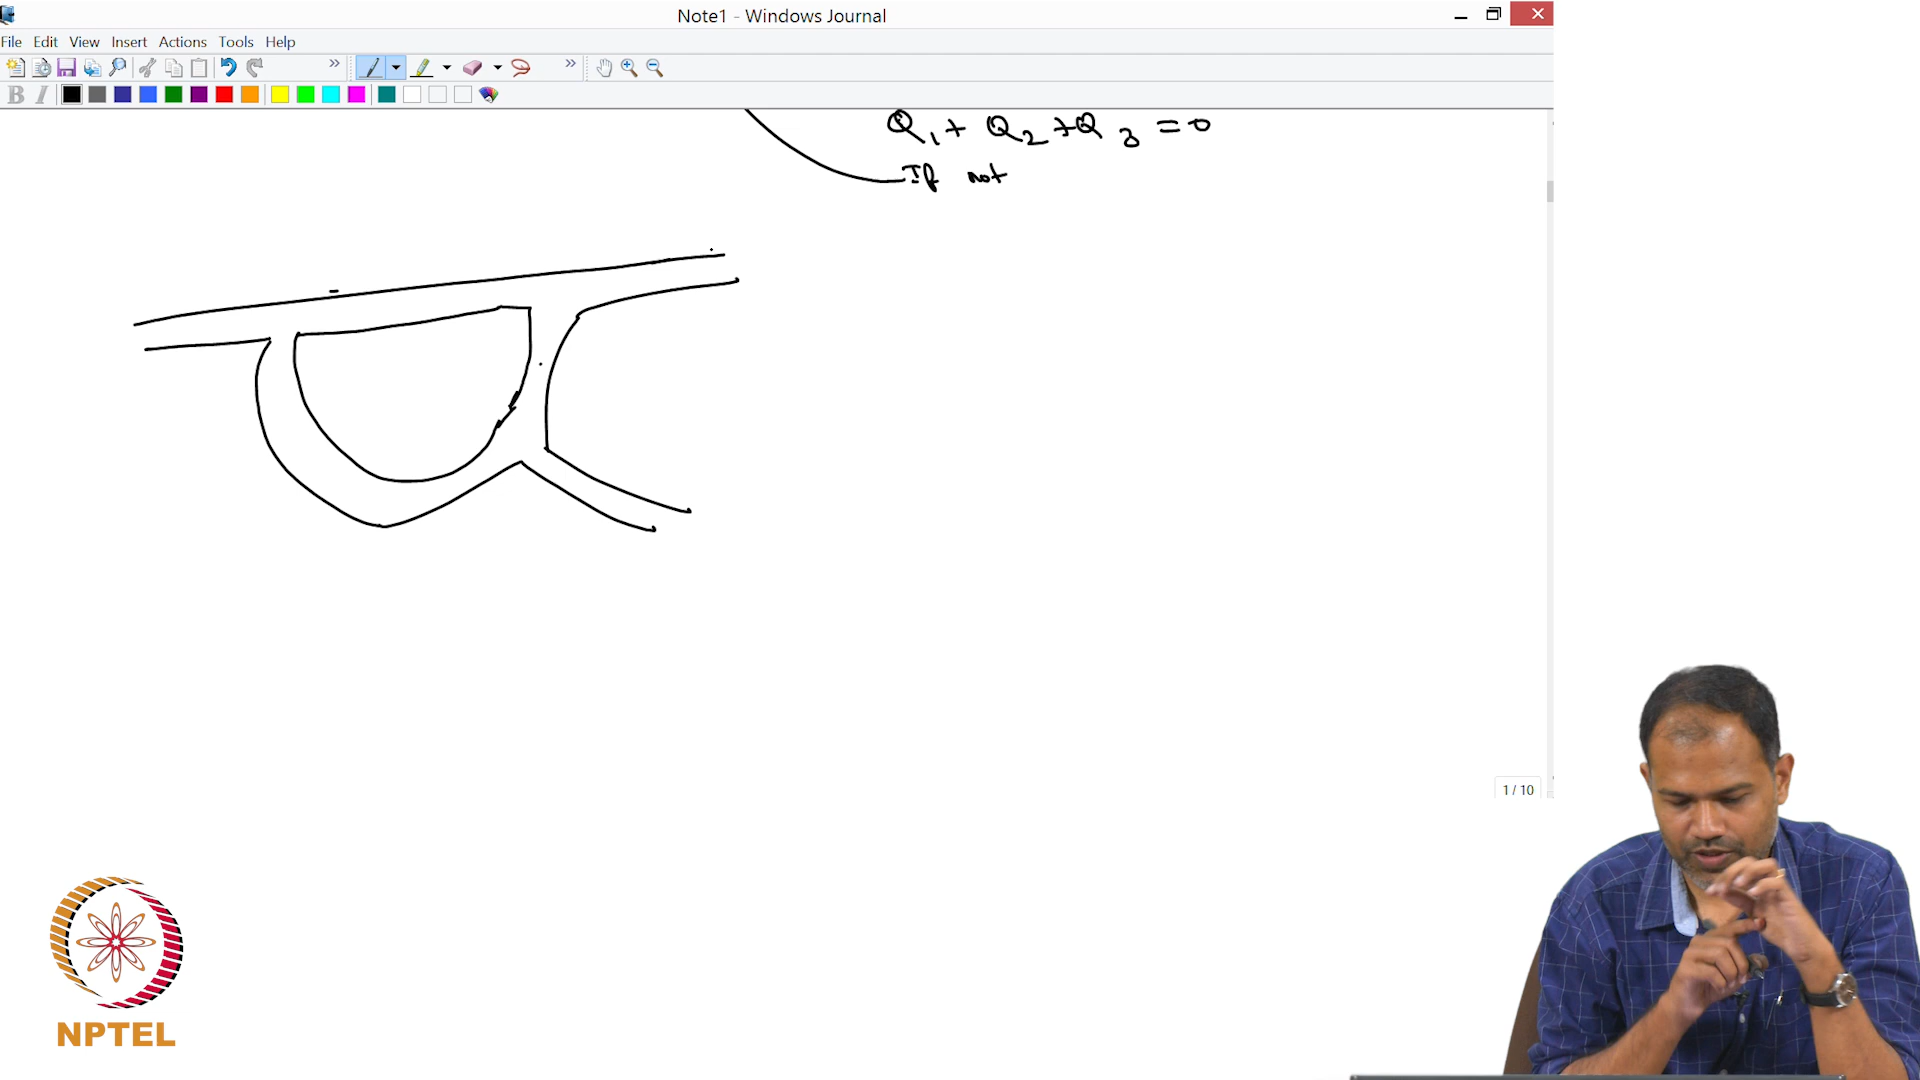 Note1 - Windows Journal
File Edit View Insert Actions Tools Help
B I
Q1 + Q2 + Q3 = 0
If not
1 / 10
NPTEL